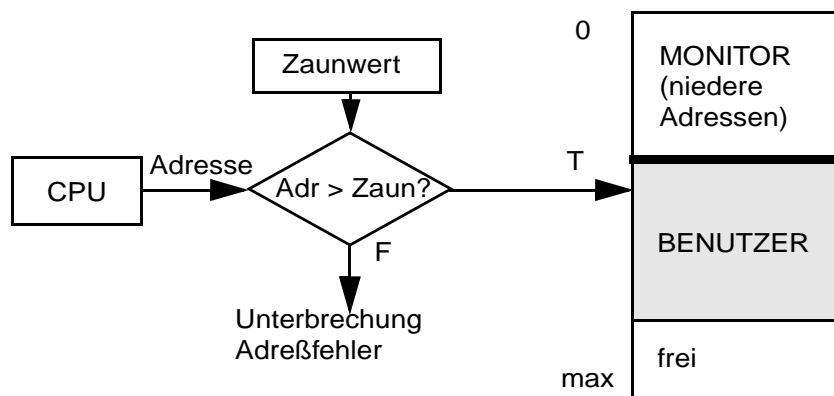 0
Zaunwert
MONITOR
(niedere
Adressen)
CPU
Adresse
Adr > Zaun?
T
F
BENUTZER
Unterbrechung
Adreßfehler
frei
max